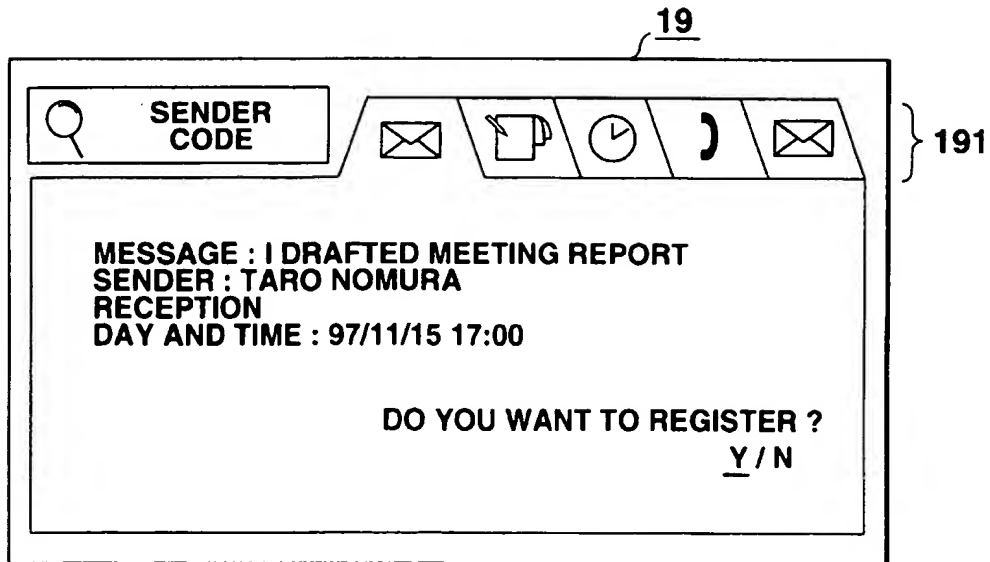 19
SENDER
CODE
191
MESSAGE : I DRAFTED MEETING REPORT
SENDER : TARO NOMURA
RECEPTION
DAY AND TIME : 97/11/15 17:00
DO YOU WANT TO REGISTER ?
Y / N